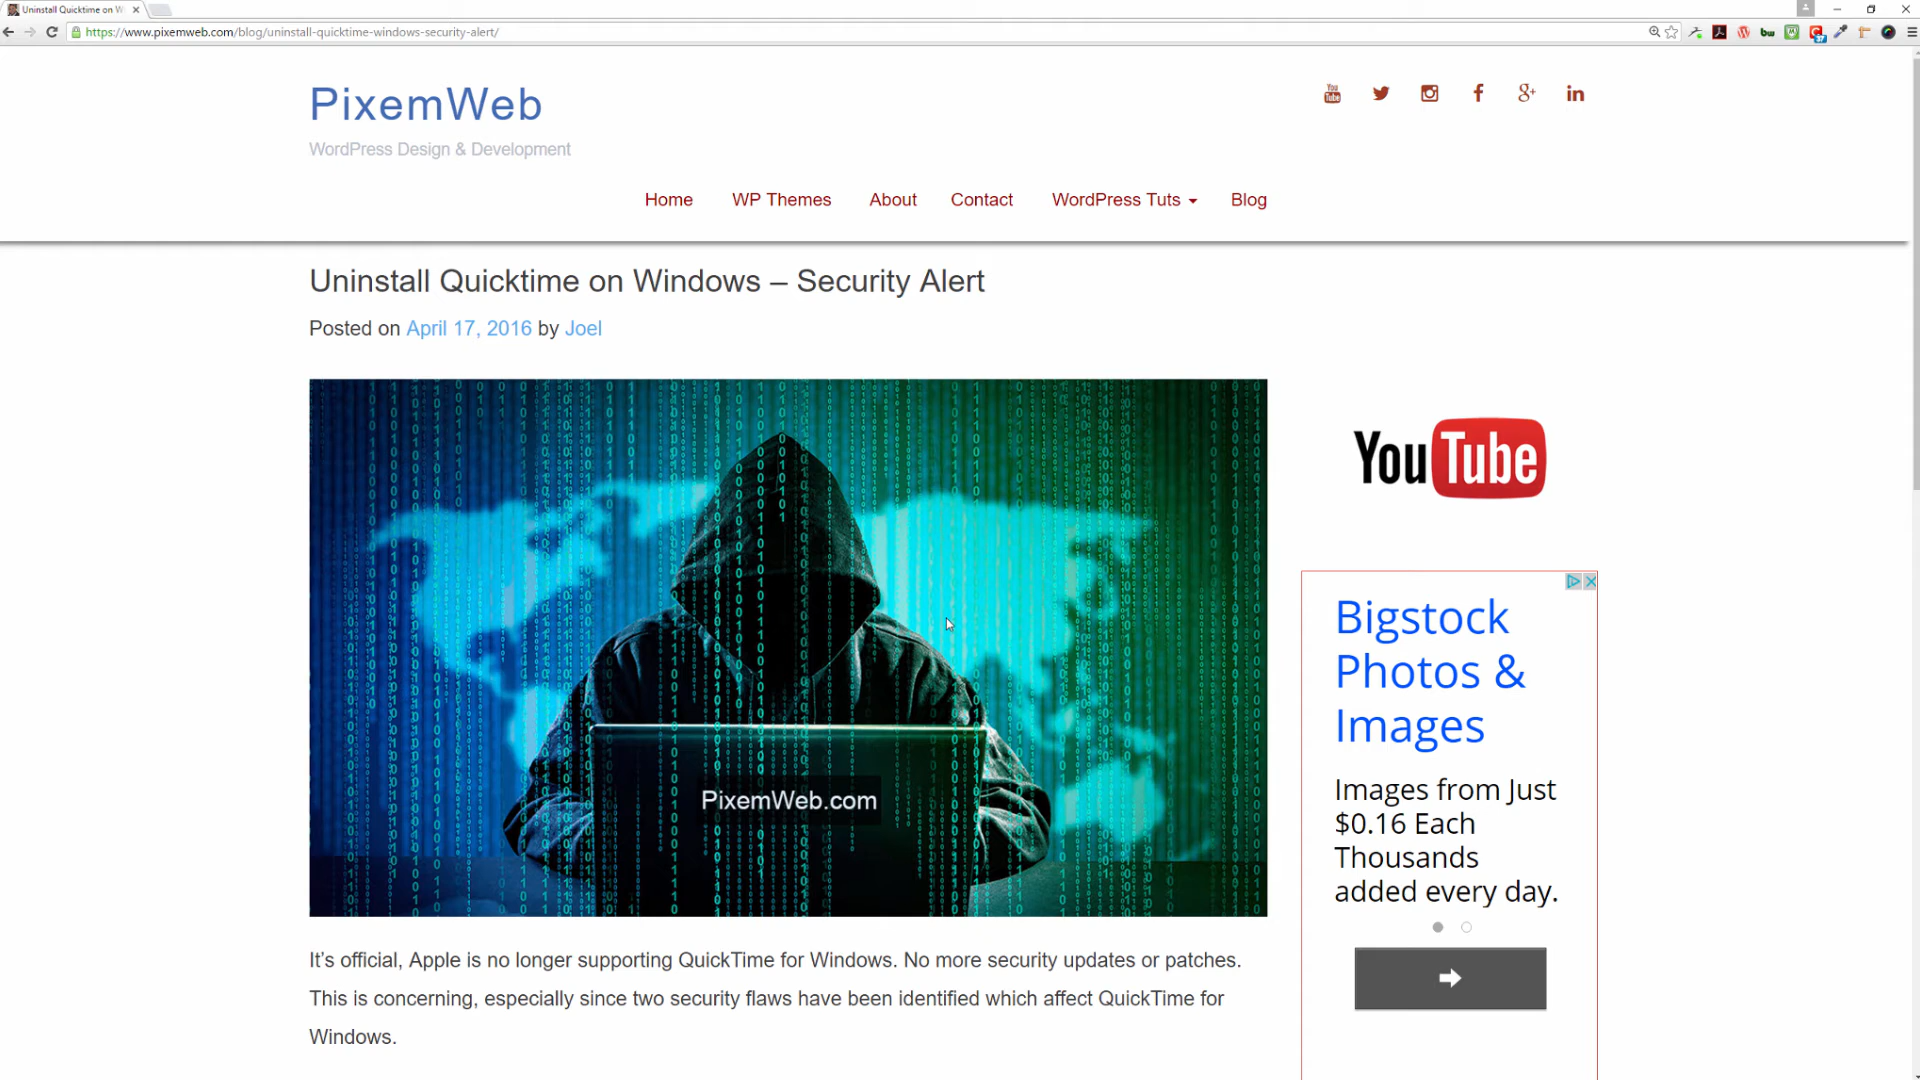 Uninstall Quicktime on W
https://www.pixemweb.com/blog/uninstall-quicktime-windows-security-alert/
PixemWeb
WordPress Design & Development
Home WP Themes About Contact WordPress Tuts Blog
Uninstall Quicktime on Windows – Security Alert
Posted on April 17, 2016 by Joel
PixemWeb.com
YouTube
Bigstock
Photos &
Images
Images from Just
$0.16 Each
Thousands
added every day.
It's official, Apple is no longer supporting QuickTime for Windows. No more security updates or patches.
This is concerning, especially since two security flaws have been identified which affect QuickTime for
Windows.